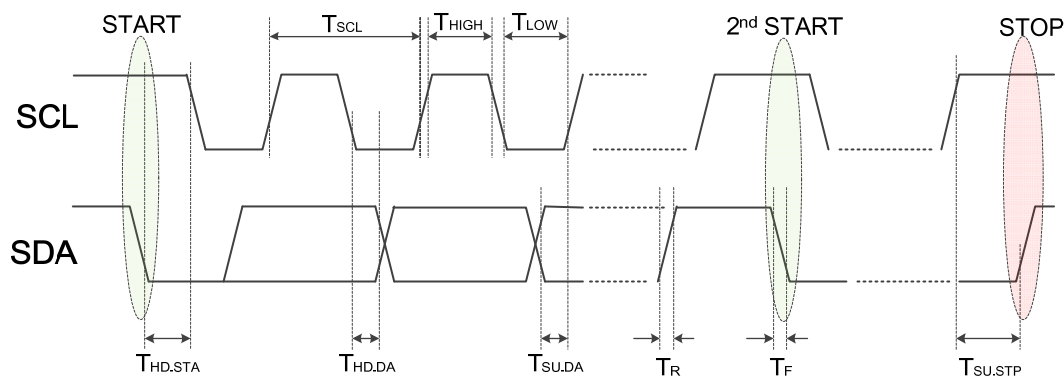 START
TSCL
THIGH
TLOW
2nd START
STOP
SCL
SDA
THD.STA
THD.DA
TSU.DA
TR
TF
TSU.STP